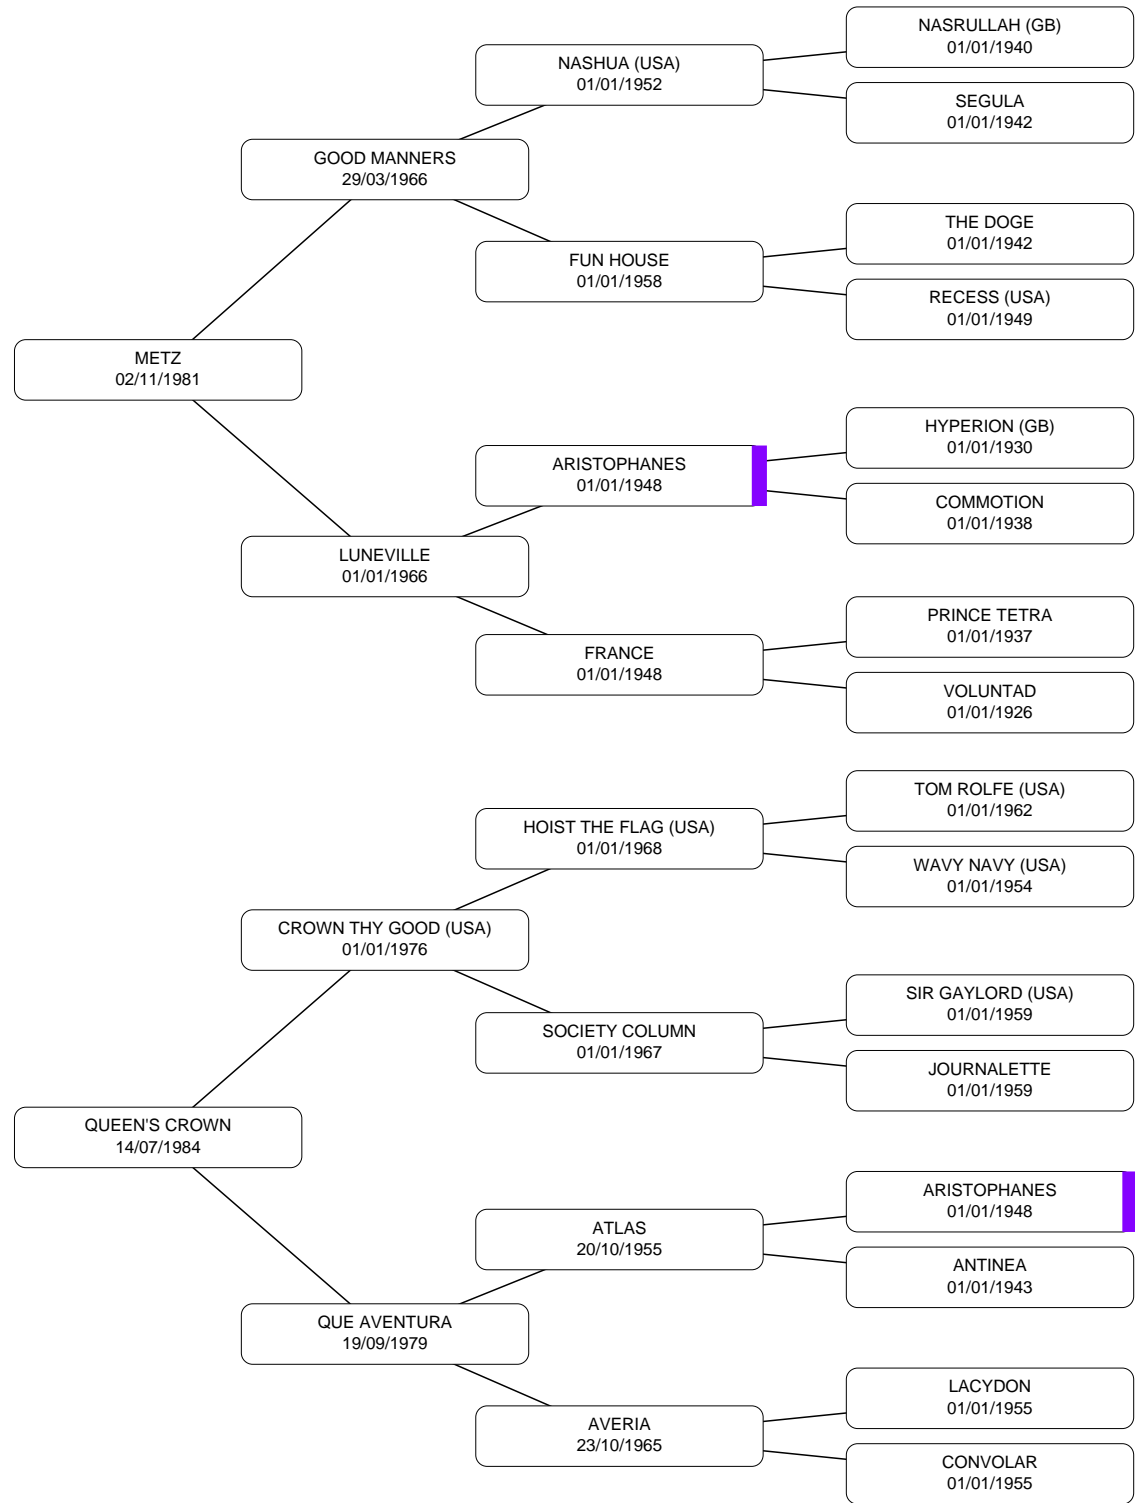 NASRULLAH (GB)
01/01/1940
NASHUA (USA)
01/01/1952
SEGULA
01/01/1942
GOOD MANNERS
29/03/1966
THE DOGE
01/01/1942
FUN HOUSE
01/01/1958
RECESS (USA)
01/01/1949
METZ
02/11/1981
HYPERION (GB)
01/01/1930
ARISTOPHANES
01/01/1948
COMMOTION
01/01/1938
LUNEVILLE
01/01/1966
PRINCE TETRA
01/01/1937
FRANCE
01/01/1948
VOLUNTAD
01/01/1926
TOM ROLFE (USA)
01/01/1962
HOIST THE FLAG (USA)
01/01/1968
WAVY NAVY (USA)
01/01/1954
CROWN THY GOOD (USA)
01/01/1976
SIR GAYLORD (USA)
01/01/1959
SOCIETY COLUMN
01/01/1967
JOURNALETTE
01/01/1959
QUEEN'S CROWN
14/07/1984
ARISTOPHANES
01/01/1948
ATLAS
20/10/1955
ANTINEA
01/01/1943
QUE AVENTURA
19/09/1979
LACYDON
01/01/1955
AVERIA
23/10/1965
CONVOLAR
01/01/1955